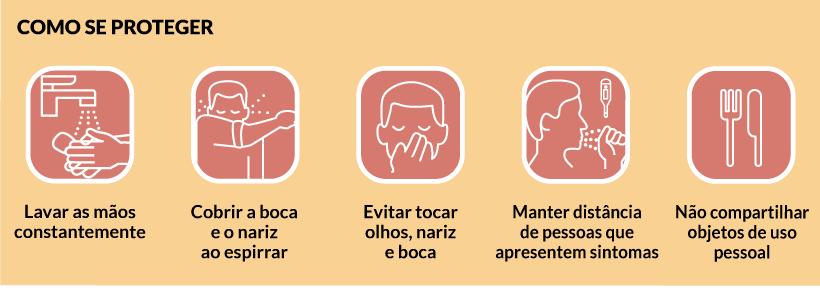 COMO SE PROTEGER
Lavar as mãos
constantemente
Cobrir a boca
e o nariz
ao espirrar
Evitar tocar
olhos, nariz
e boca
Manter distância
de pessoas que
apresentem sintomas
Não compartilhar
objetos de uso
pessoal